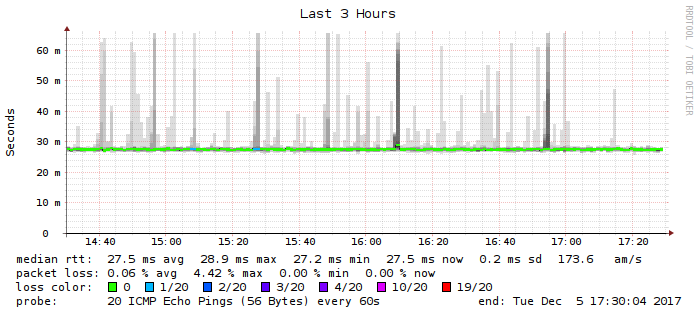 Last 3 Hours
RRDTOOL / TOBI OETIKER
Seconds
60 m
50 m
40 m
30 m
20 m
10 m
0
14:40 15:00 15:20 15:40 16:00 16:20 16:40 17:00 17:20
median rtt: 27.5 ms avg 28.9 ms max 27.2 ms min 27.5 ms now 0.2 ms sd 173.6 am/s
packet loss: 0.06 % avg 4.42 % max 0.00 % min 0.00 % now
loss color: 0 1/20 2/20 3/20 4/20 10/20 19/20
probe: 20 ICMP Echo Pings (56 Bytes) every 60s end: Tue Dec 5 17:30:04 2017